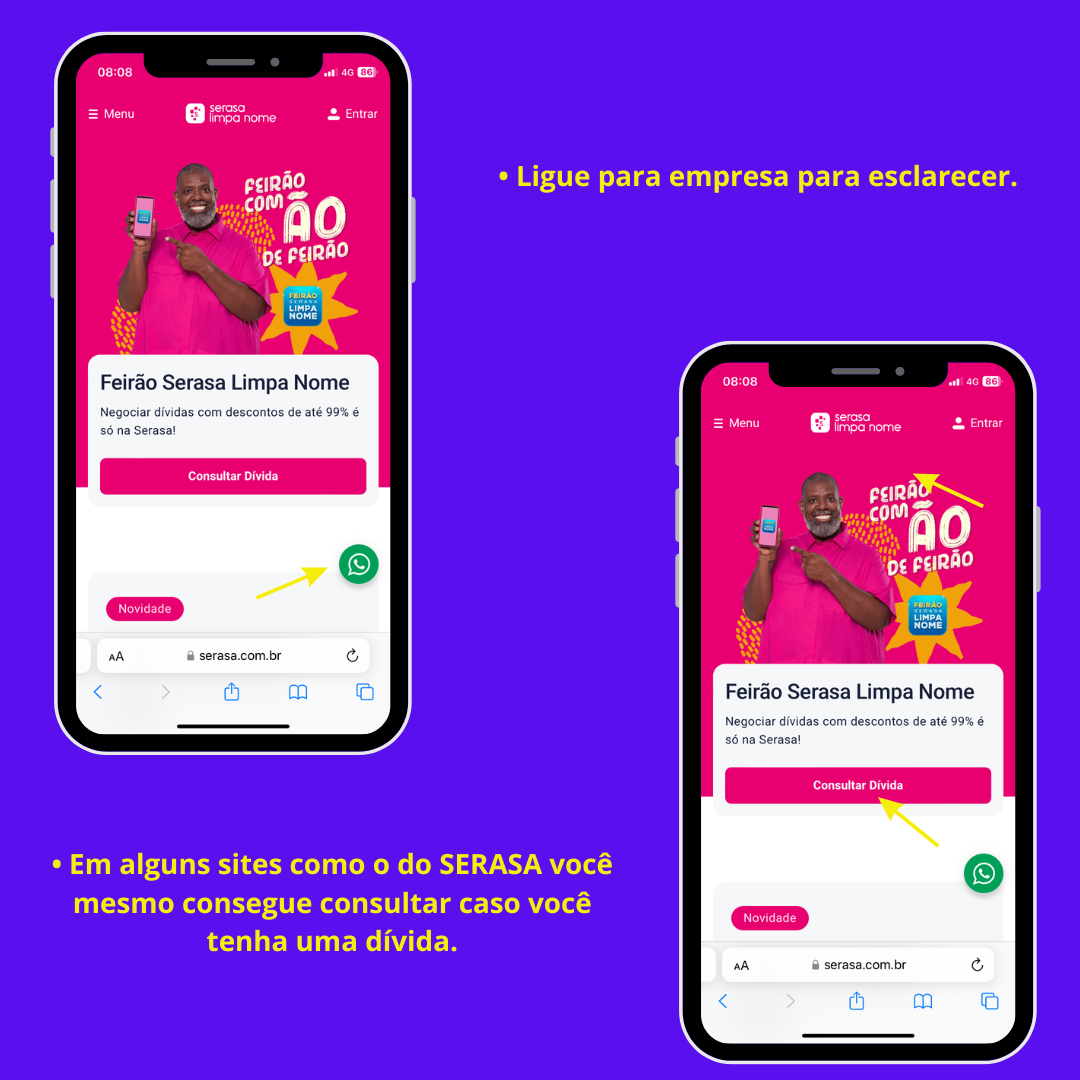 08:08
4G 86
Menu
serasa
limpa nome
Entrar
FEIRÃO
COM ÃO
DE FEIRÃO
FEIRÃO
SERASA
LIMPA
NOME
Feirão Serasa Limpa Nome
Negociar dívidas com descontos de até 99% é
só na Serasa!
Consultar Dívida
Novidade
AA
serasa.com.br
• Ligue para empresa para esclarecer.
08:08
4G 86
Menu
serasa
limpa nome
Entrar
FEIRÃO
COM ÃO
DE FEIRÃO
FEIRÃO
SERASA
LIMPA
NOME
Feirão Serasa Limpa Nome
Negociar dívidas com descontos de até 99% é
só na Serasa!
Consultar Dívida
Novidade
AA
serasa.com.br
• Em alguns sites como o do SERASA você
mesmo consegue consultar caso você
tenha uma dívida.